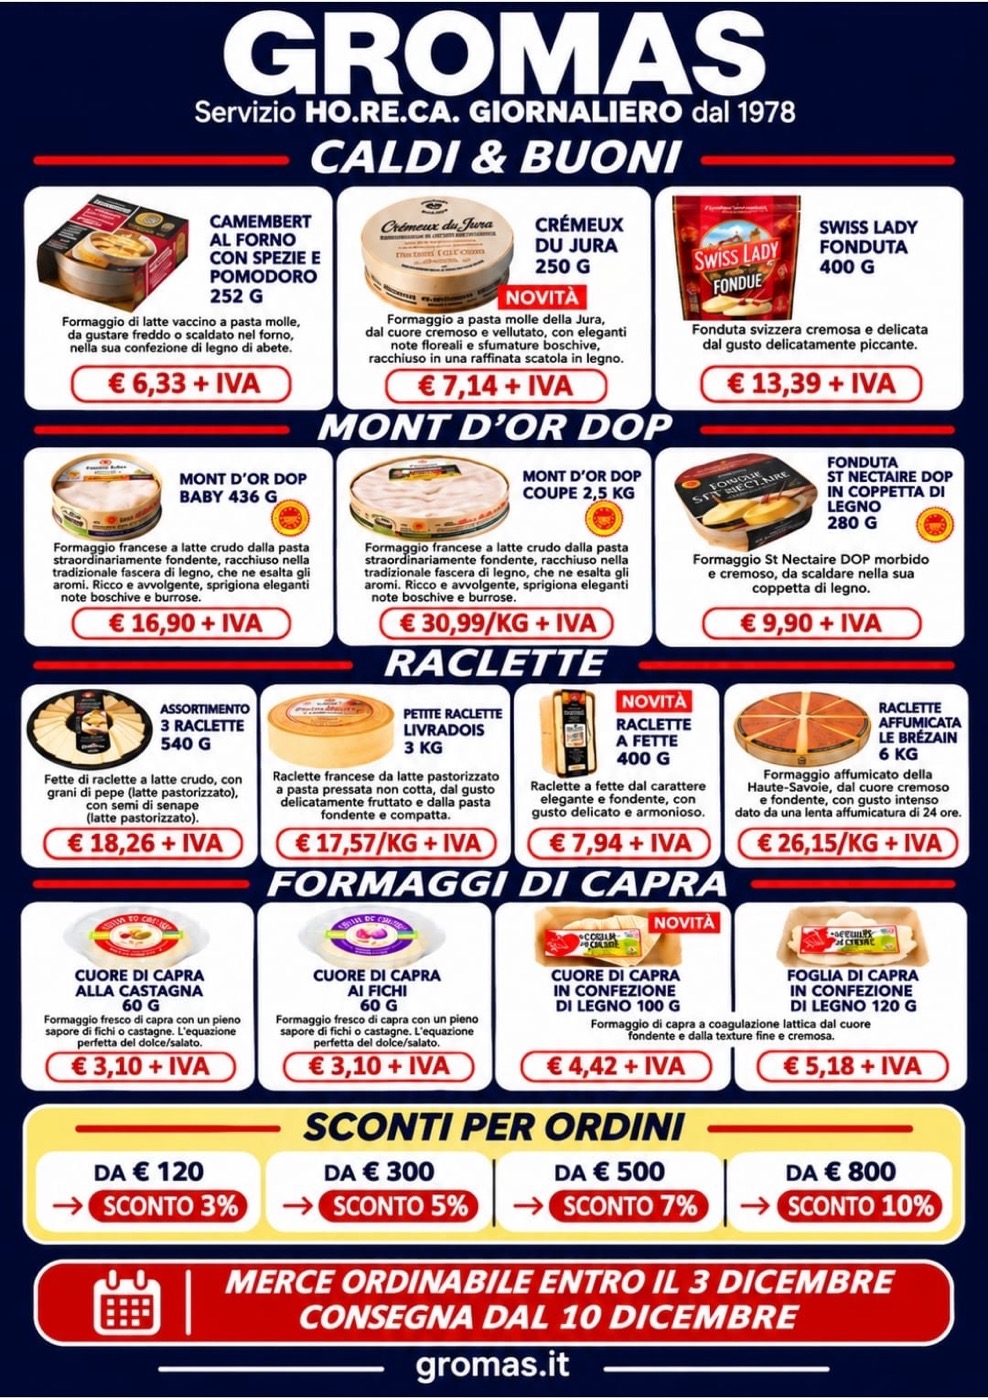 GROMAS
Servizio HO.RE.CA. GIORNALIERO dal 1978
CALDI & BUONI
CAMEMBERT
AL FORNO
CON SPEZIE E
POMODORO
252 G
Formaggio di latte vaccino a pasta molle,
da gustare freddo o scaldato nel forno,
nella sua confezione di legno di abete.
€ 6,33 + IVA
Crémeux du Jura
CRÉMEUX
DU JURA
250 G
NOVITÀ
Formaggio a pasta molle della Jura,
dal cuore cremoso e vellutato, con eleganti
note floreali e sfumature boschive,
racchiuso in una raffinata scatola in legno.
€ 7,14 + IVA
SWISS LADY
FONDUE
SWISS LADY
FONDUTA
400 G
Fonduta svizzera cremosa e delicata
dal gusto delicatamente piccante.
€ 13,39 + IVA
MONT D'OR DOP
MONT D'OR DOP
BABY 436 G
Formaggio francese a latte crudo dalla pasta
straordinariamente fondente, racchiuso nella
tradizionale fascera di legno, che ne esalta gli
aromi. Ricco e avvolgente, sprigiona eleganti
note boschive e burrose.
€ 16,90 + IVA
MONT D'OR DOP
COUPE 2,5 KG
Formaggio francese a latte crudo dalla pasta
straordinariamente fondente, racchiuso nella
tradizionale fascera di legno, che ne esalta gli
aromi. Ricco e avvolgente, sprigiona eleganti
note boschive e burrose.
€ 30,99/KG + IVA
FONDUTA
ST NECTAIRE DOP
IN COPPETTA DI
LEGNO
280 G
Formaggio St Nectaire DOP morbido
e cremoso, da scaldare nella sua
coppetta di legno.
€ 9,90 + IVA
RACLETTE
ASSORTIMENTO
3 RACLETTE
540 G
Fette di raclette a latte crudo, con
grani di pepe (latte pastorizzato),
con semi di senape
(latte pastorizzato).
€ 18,26 + IVA
PETITE RACLETTE
LIVRADOIS
3 KG
Raclette francese da latte pastorizzato
a pasta pressata non cotta, dal gusto
delicatamente fruttato e dalla pasta
fondente e compatta.
€ 17,57/KG + IVA
NOVITÀ
RACLETTE
A FETTE
400 G
Raclette a fette dal carattere
elegante e fondente, con
gusto delicato e armonioso.
€ 7,94 + IVA
RACLETTE
AFFUMICATA
LE BRÉZAIN
6 KG
Formaggio affumicato della
Haute-Savoie, dal cuore cremoso
e fondente, con gusto intenso
dato da una lenta affumicatura di 24 ore.
€ 26,15/KG + IVA
FORMAGGI DI CAPRA
CUORE DI CAPRA
ALLA CASTAGNA
60 G
Formaggio fresco di capra con un pieno
sapore di fichi o castagne. L'equazione
perfetta del dolce/salato.
€ 3,10 + IVA
CUORE DI CAPRA
AI FICHI
60 G
Formaggio fresco di capra con un pieno
sapore di fichi o castagne. L'equazione
perfetta del dolce/salato.
€ 3,10 + IVA
NOVITÀ
CUORE DI CAPRA
IN CONFEZIONE
DI LEGNO 100 G
FOGLIA DI CAPRA
IN CONFEZIONE
DI LEGNO 120 G
Formaggio di capra a coagulazione lattica dal cuore
fondente e dalla texture fine e cremosa.
€ 4,42 + IVA
€ 5,18 + IVA
SCONTI PER ORDINI
DA € 120
→ SCONTO 3%
DA € 300
→ SCONTO 5%
DA € 500
→ SCONTO 7%
DA € 800
→ SCONTO 10%
MERCE ORDINABILE ENTRO IL 3 DICEMBRE
CONSEGNA DAL 10 DICEMBRE
gromas.it